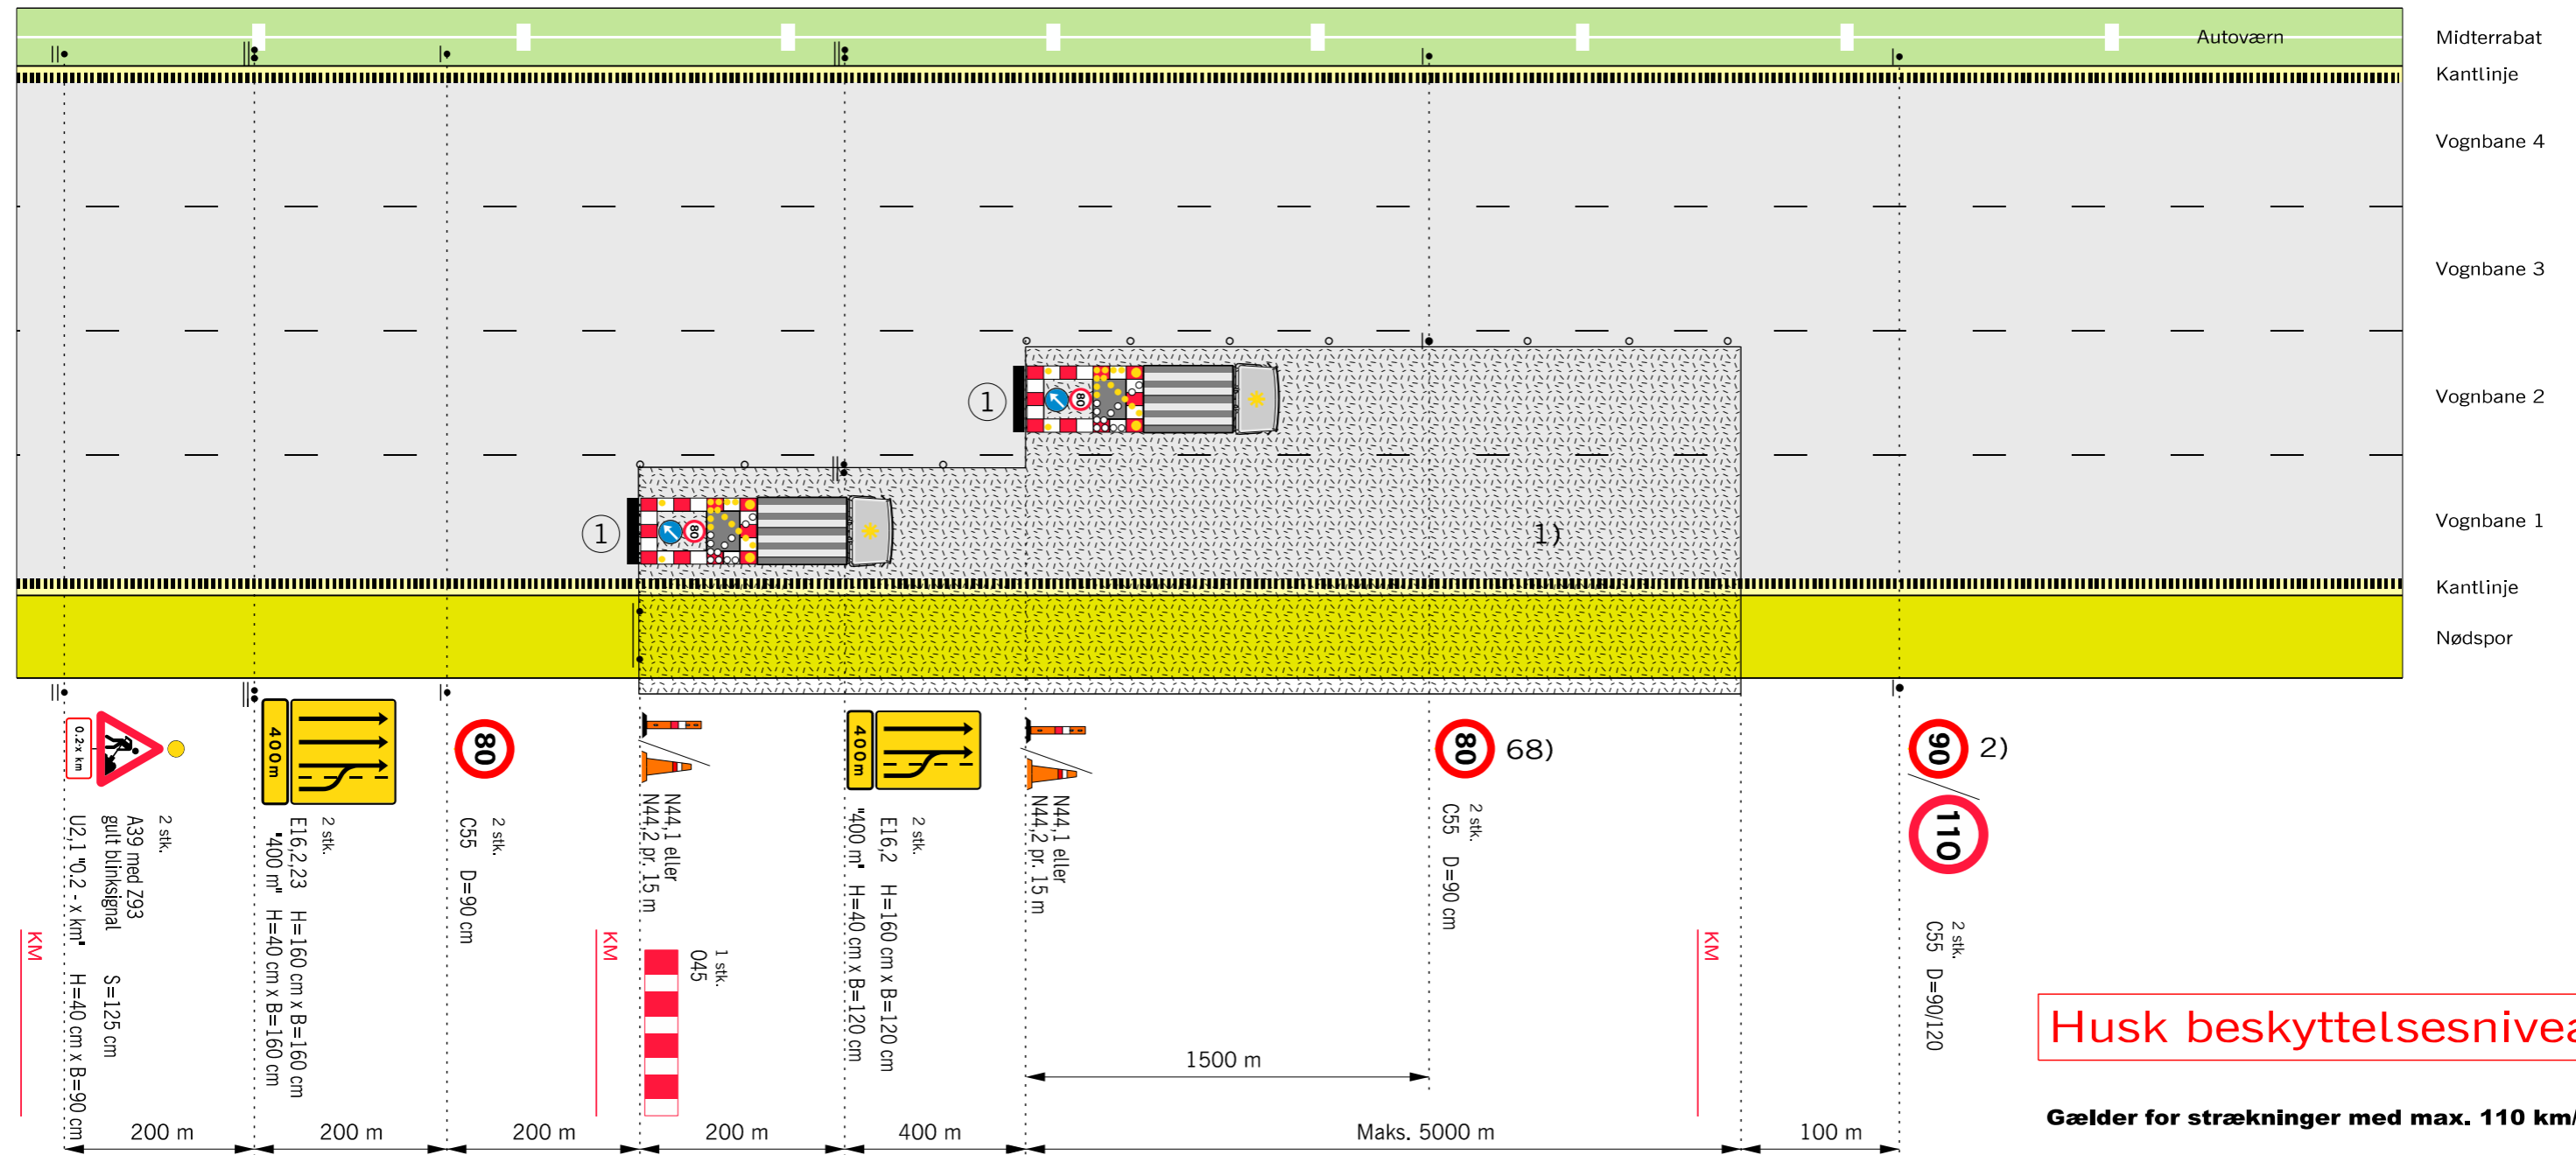 Autoværn
Midterrabat
Kantlinje
Vognbane 4
Vognbane 3
Vognbane 2
Vognbane 1
Kantlinje
Nødspor
1
80
1
80
1)
0.2-x km
2 stk.
A39 med Z93
gult blinksignal S=125 cm
U2,1 "0.2 - x km" H=40 cm x B=90 cm
400m
2 stk.
E16,2,23 H=160 cm x B=160 cm
"400 m" H=40 cm x B=160 cm
80
2 stk.
C55 D=90 cm
N44,1 eller
N44,2 pr. 15 m
1 stk.
O45
400m
2 stk.
E16,2 H=160 cm x B=120 cm
"400 m" H=40 cm x B=120 cm
N44,1 eller
N44,2 pr. 15 m
80
68)
2 stk.
C55 D=90 cm
90
2)
110
2 stk.
C55 D=90/120
KM
KM
KM
1500 m
200 m
200 m
200 m
200 m
400 m
Maks. 5000 m
100 m
Husk beskyttelsesnivea
Gælder for strækninger med max. 110 km/